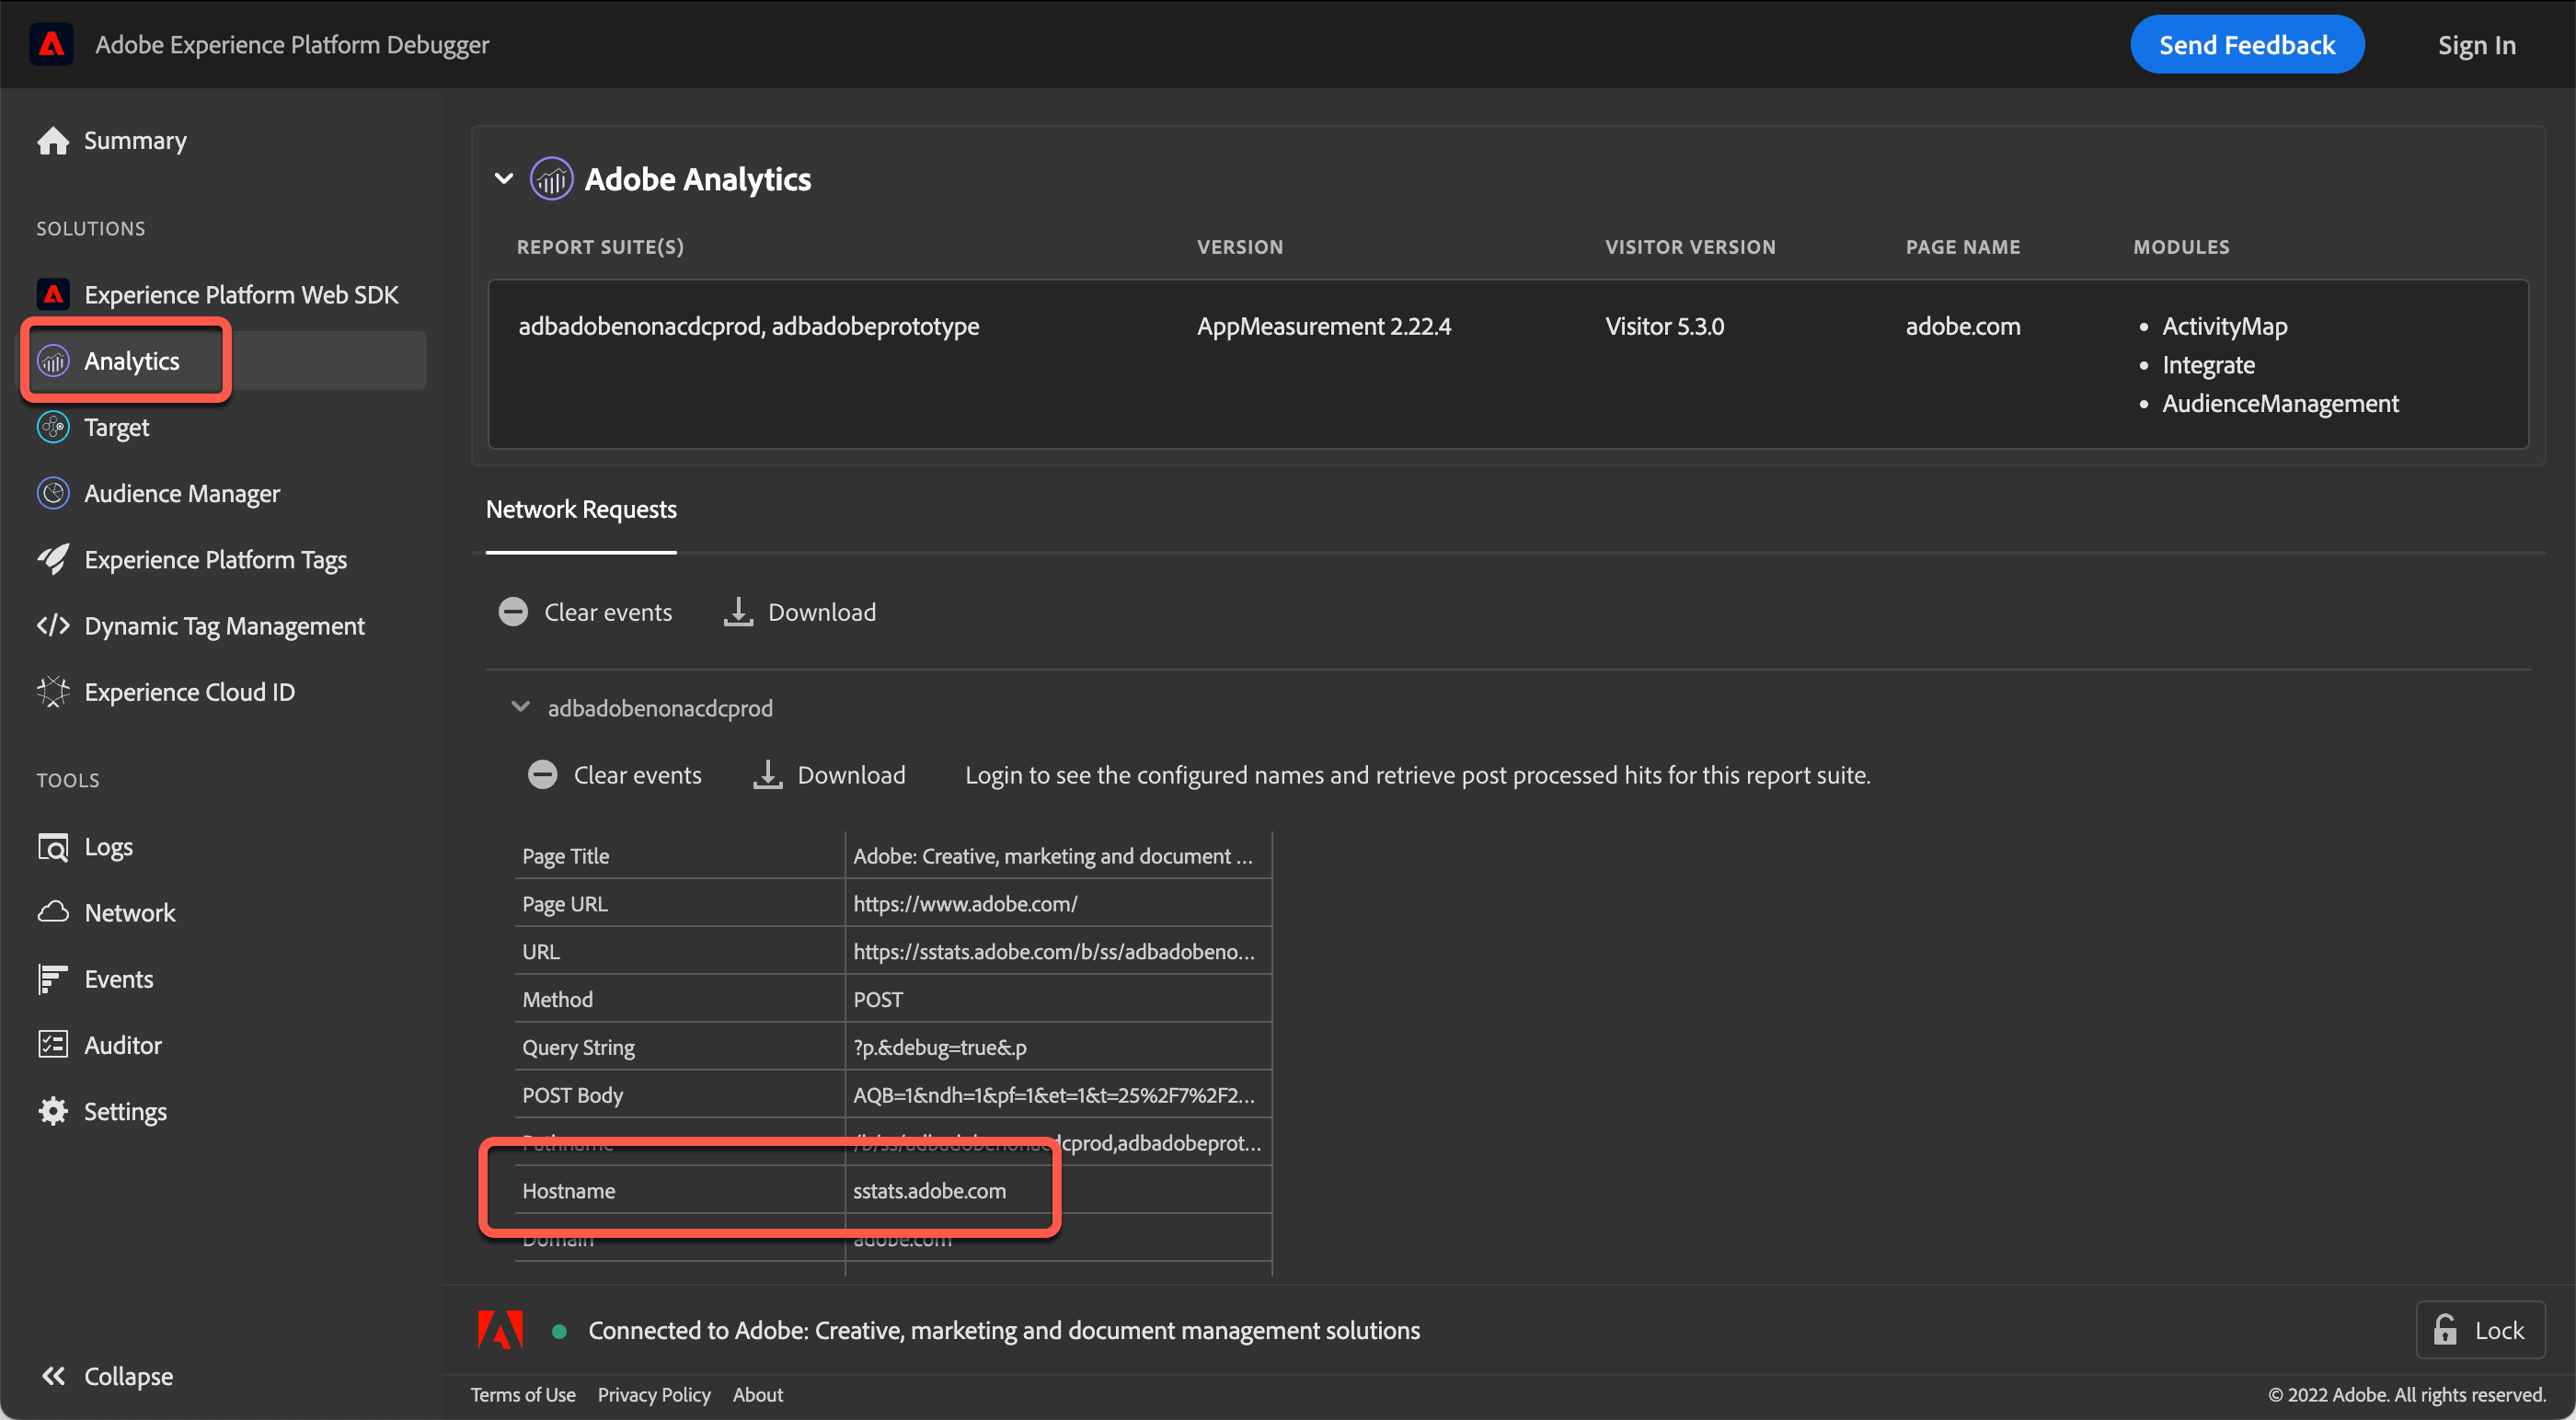 Adobe Experience Platform Debugger
Send Feedback
Sign In
Summary
SOLUTIONS
Experience Platform Web SDK
Analytics
Target
Audience Manager
Experience Platform Tags
Dynamic Tag Management
Experience Cloud ID
TOOLS
Logs
Network
Events
Auditor
Settings
Collapse
Adobe Analytics
REPORT SUITE(S) VERSION VISITOR VERSION PAGE NAME MODULES
adbadobenonacdcprod, adbadobeprototype AppMeasurement 2.22.4 Visitor 5.3.0 adobe.com • ActivityMap
• Integrate
• AudienceManagement
Network Requests
Clear events Download
adbadobenonacdcprod
Clear events Download Login to see the configured names and retrieve post processed hits for this report suite.
Page Title Adobe: Creative, marketing and document ...
Page URL https://www.adobe.com/
URL https://sstats.adobe.com/b/ss/adbadobeno...
Method POST
Query String ?p.&debug=true&.p
POST Body AQB=1&ndh=1&pf=1&et=1&t=25%2F7%2F2...
Pathname /b/ss/adbadobenonacdcprod,adbadobeprot...
Hostname sstats.adobe.com
Domain adobe.com
Connected to Adobe: Creative, marketing and document management solutions
Lock
Terms of Use Privacy Policy About
© 2022 Adobe. All rights reserved.